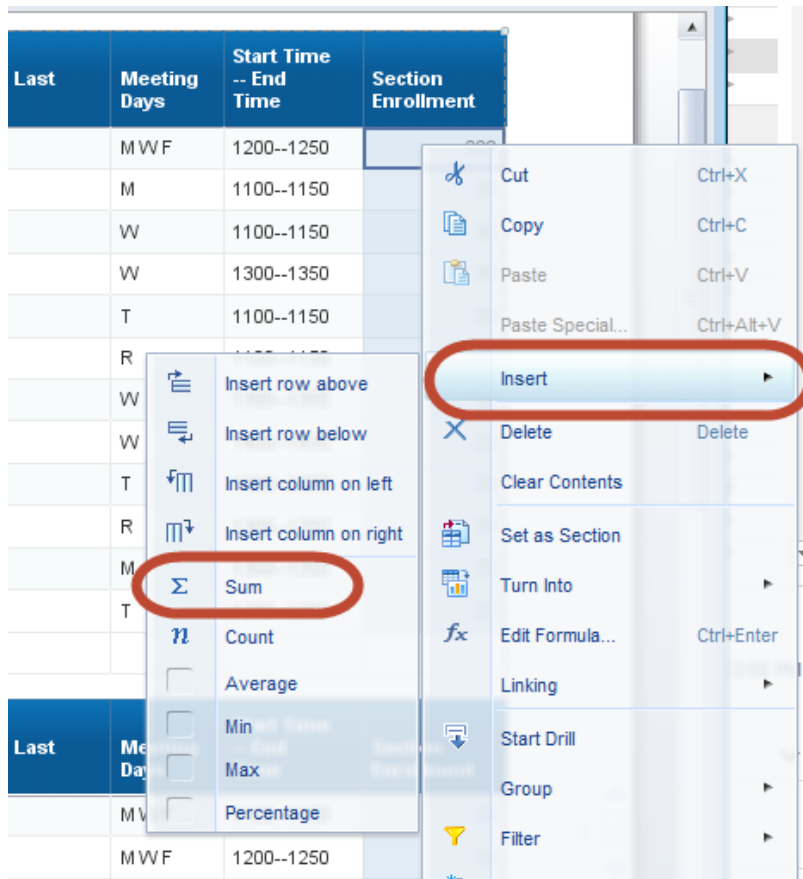 Last
Meeting Days
Start Time -- End Time
Section Enrollment
MWF 1200--1250
M 1100--1150
W 1100--1150
W 1300--1350
T 1100--1150
R
W
W
T
R
M
T
Cut Ctrl+X
Copy Ctrl+C
Paste Ctrl+V
Paste Special... Ctrl+Alt+V
Insert
Delete Delete
Clear Contents
Set as Section
Turn Into
fx Edit Formula... Ctrl+Enter
Linking
Start Drill
Group
Filter
Insert row above
Insert row below
Insert column on left
Insert column on right
Σ Sum
n Count
Average
Min
Max
Percentage
Last
MWF 1200--1250